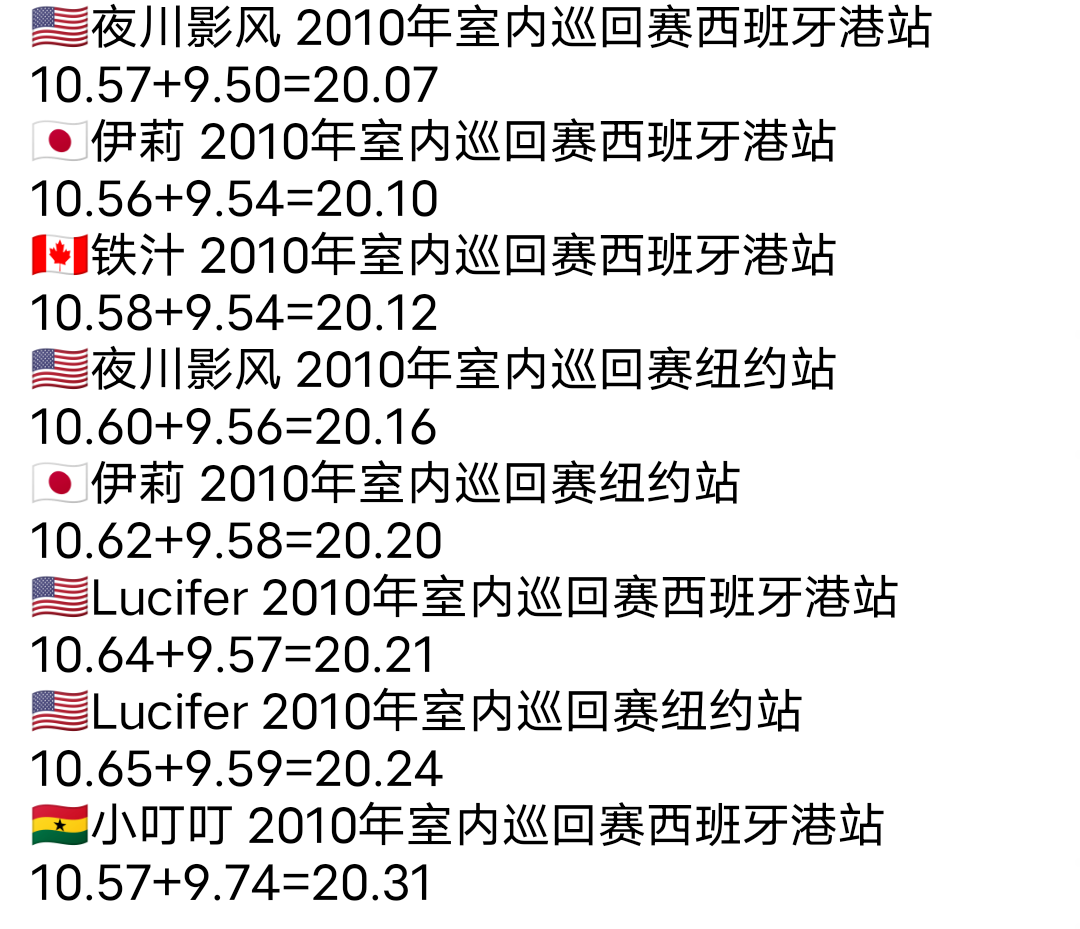 🇺🇸夜川影风 2010年室内巡回赛西班牙港站
10.57+9.50=20.07
🇯🇵伊莉 2010年室内巡回赛西班牙港站
10.56+9.54=20.10
🇨🇦铁汁 2010年室内巡回赛西班牙港站
10.58+9.54=20.12
🇺🇸夜川影风 2010年室内巡回赛纽约站
10.60+9.56=20.16
🇯🇵伊莉 2010年室内巡回赛纽约站
10.62+9.58=20.20
🇺🇸Lucifer 2010年室内巡回赛西班牙港站
10.64+9.57=20.21
🇺🇸Lucifer 2010年室内巡回赛纽约站
10.65+9.59=20.24
🇬🇭小叮叮 2010年室内巡回赛西班牙港站
10.57+9.74=20.31